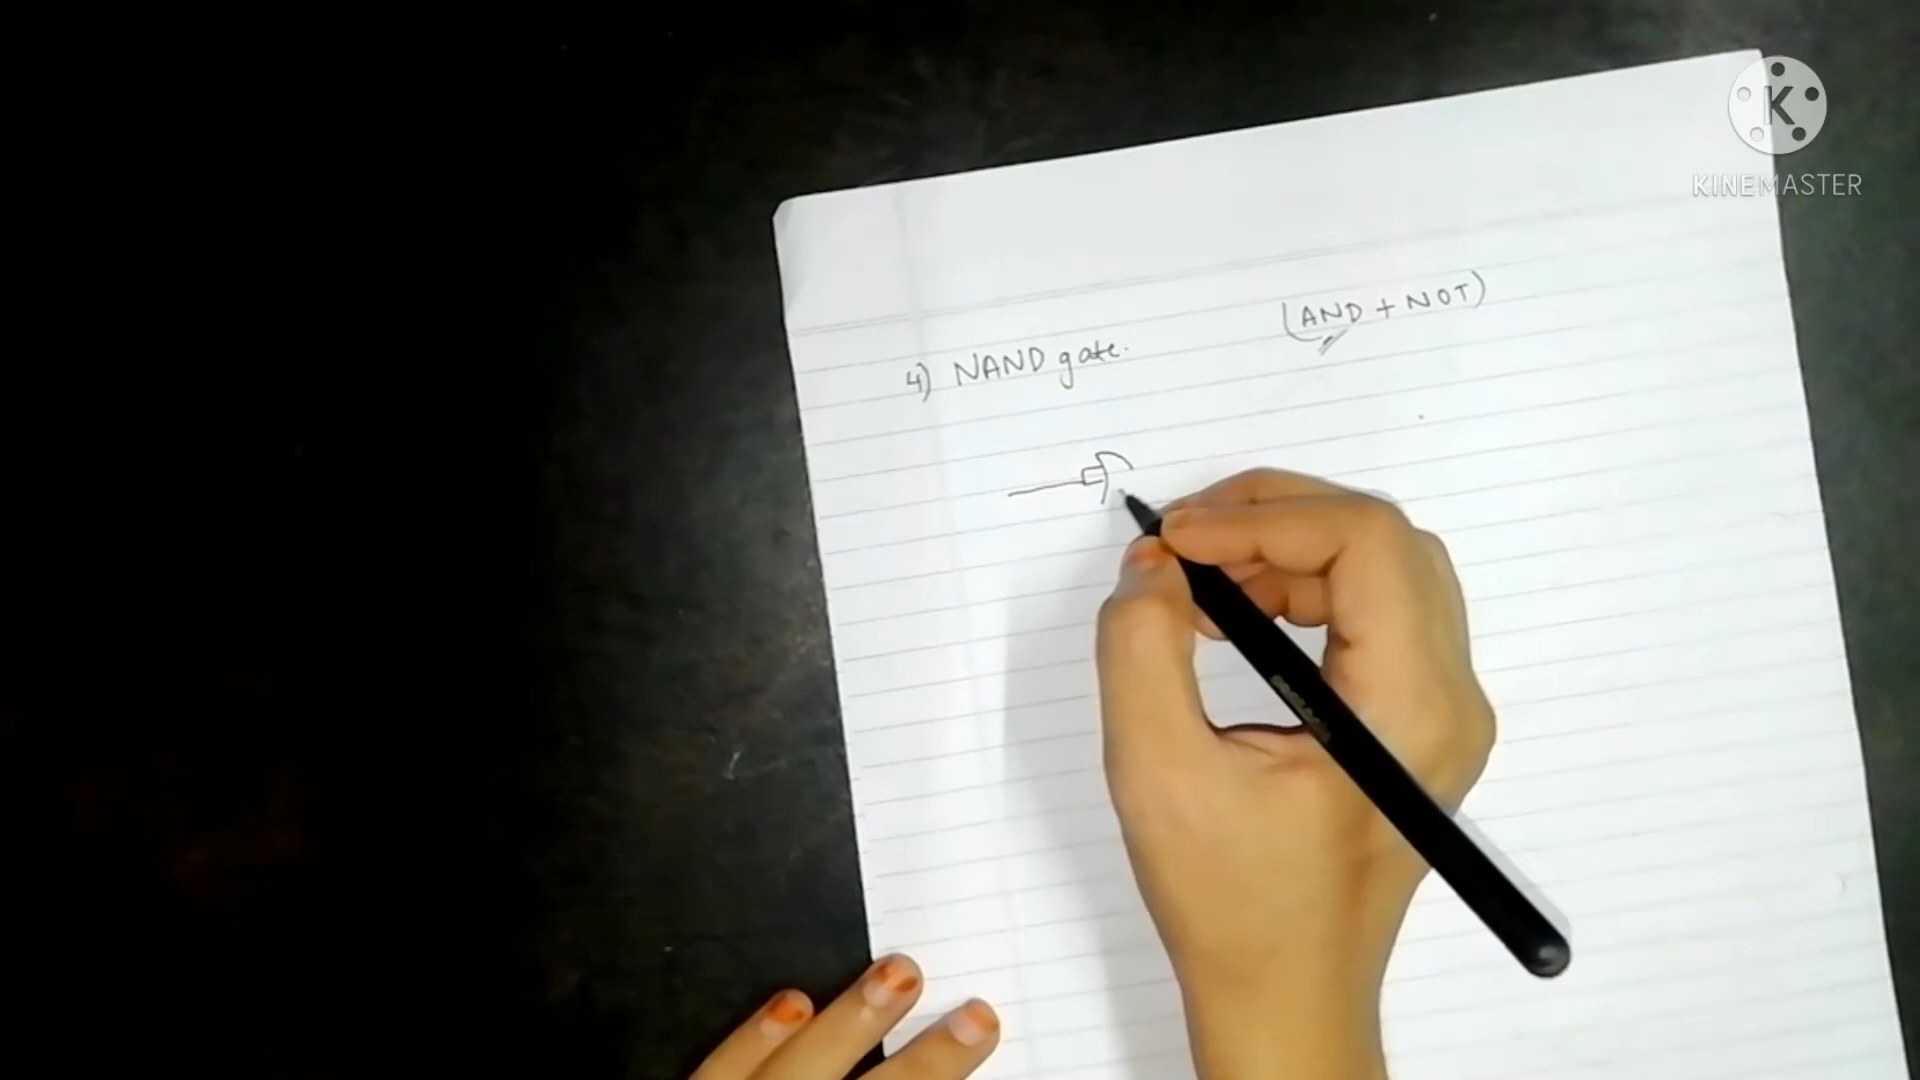 K
KINEMASTER
(AND + NOT)
4) NAND gate.